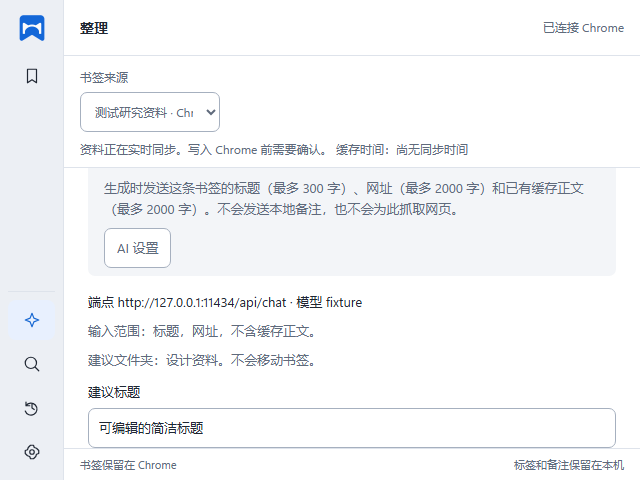 整理
已连接 Chrome
书签来源
测试研究资料 · Chr
资料正在实时同步。写入 Chrome 前需要确认。 缓存时间：尚无同步时间
生成时发送这条书签的标题（最多 300 字）、网址（最多 2000 字）和已有缓存正文
（最多 2000 字）。不会发送本地备注，也不会为此抓取网页。
AI 设置
端点 http://127.0.0.1:11434/api/chat · 模型 fixture
输入范围：标题，网址，不含缓存正文。
建议文件夹：设计资料。不会移动书签。
建议标题
可编辑的简洁标题
书签保留在 Chrome
标签和备注保留在本机